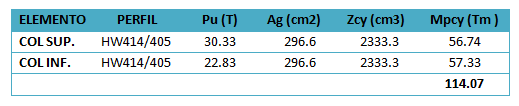 ELEMENTO PERFIL Pu (T) Ag (cm2) Zcy (cm3) Mpcy (Tm )
COL SUP. HW414/405 30.33 296.6 2333.3 56.74
COL INF. HW414/405 22.83 296.6 2333.3 57.33
114.07